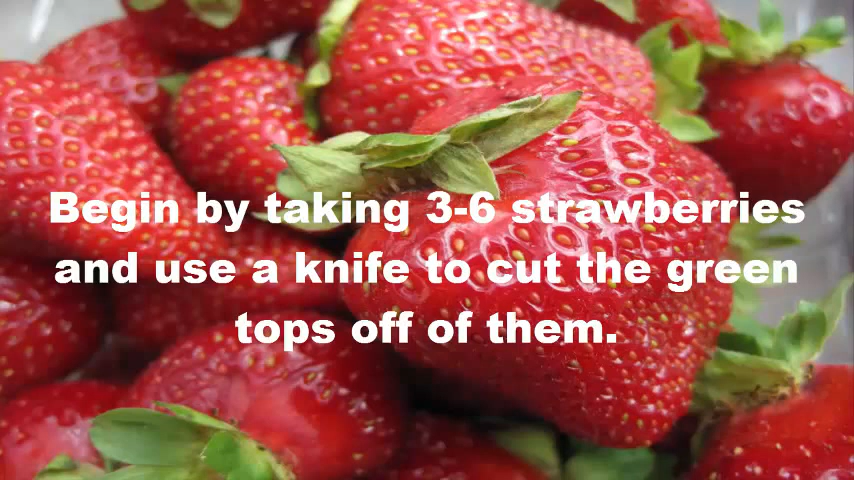 Begin by taking 3-6 strawberries
and use a knife to cut the green
tops off of them.